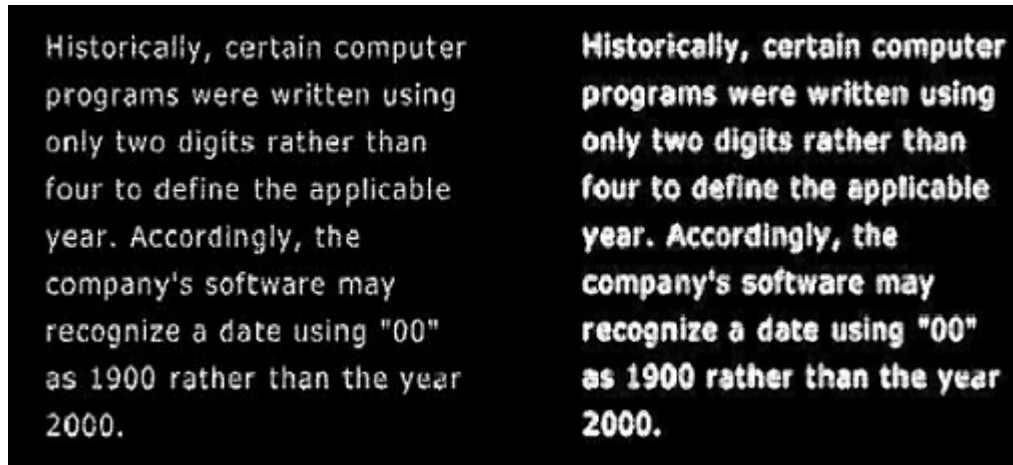 Historically, certain computer
programs were written using
only two digits rather than
four to define the applicable
year. Accordingly, the
company's software may
recognize a date using "00"
as 1900 rather than the year
2000.
Historically, certain computer
programs were written using
only two digits rather than
four to define the applicable
year. Accordingly, the
company's software may
recognize a date using "00"
as 1900 rather than the year
2000.